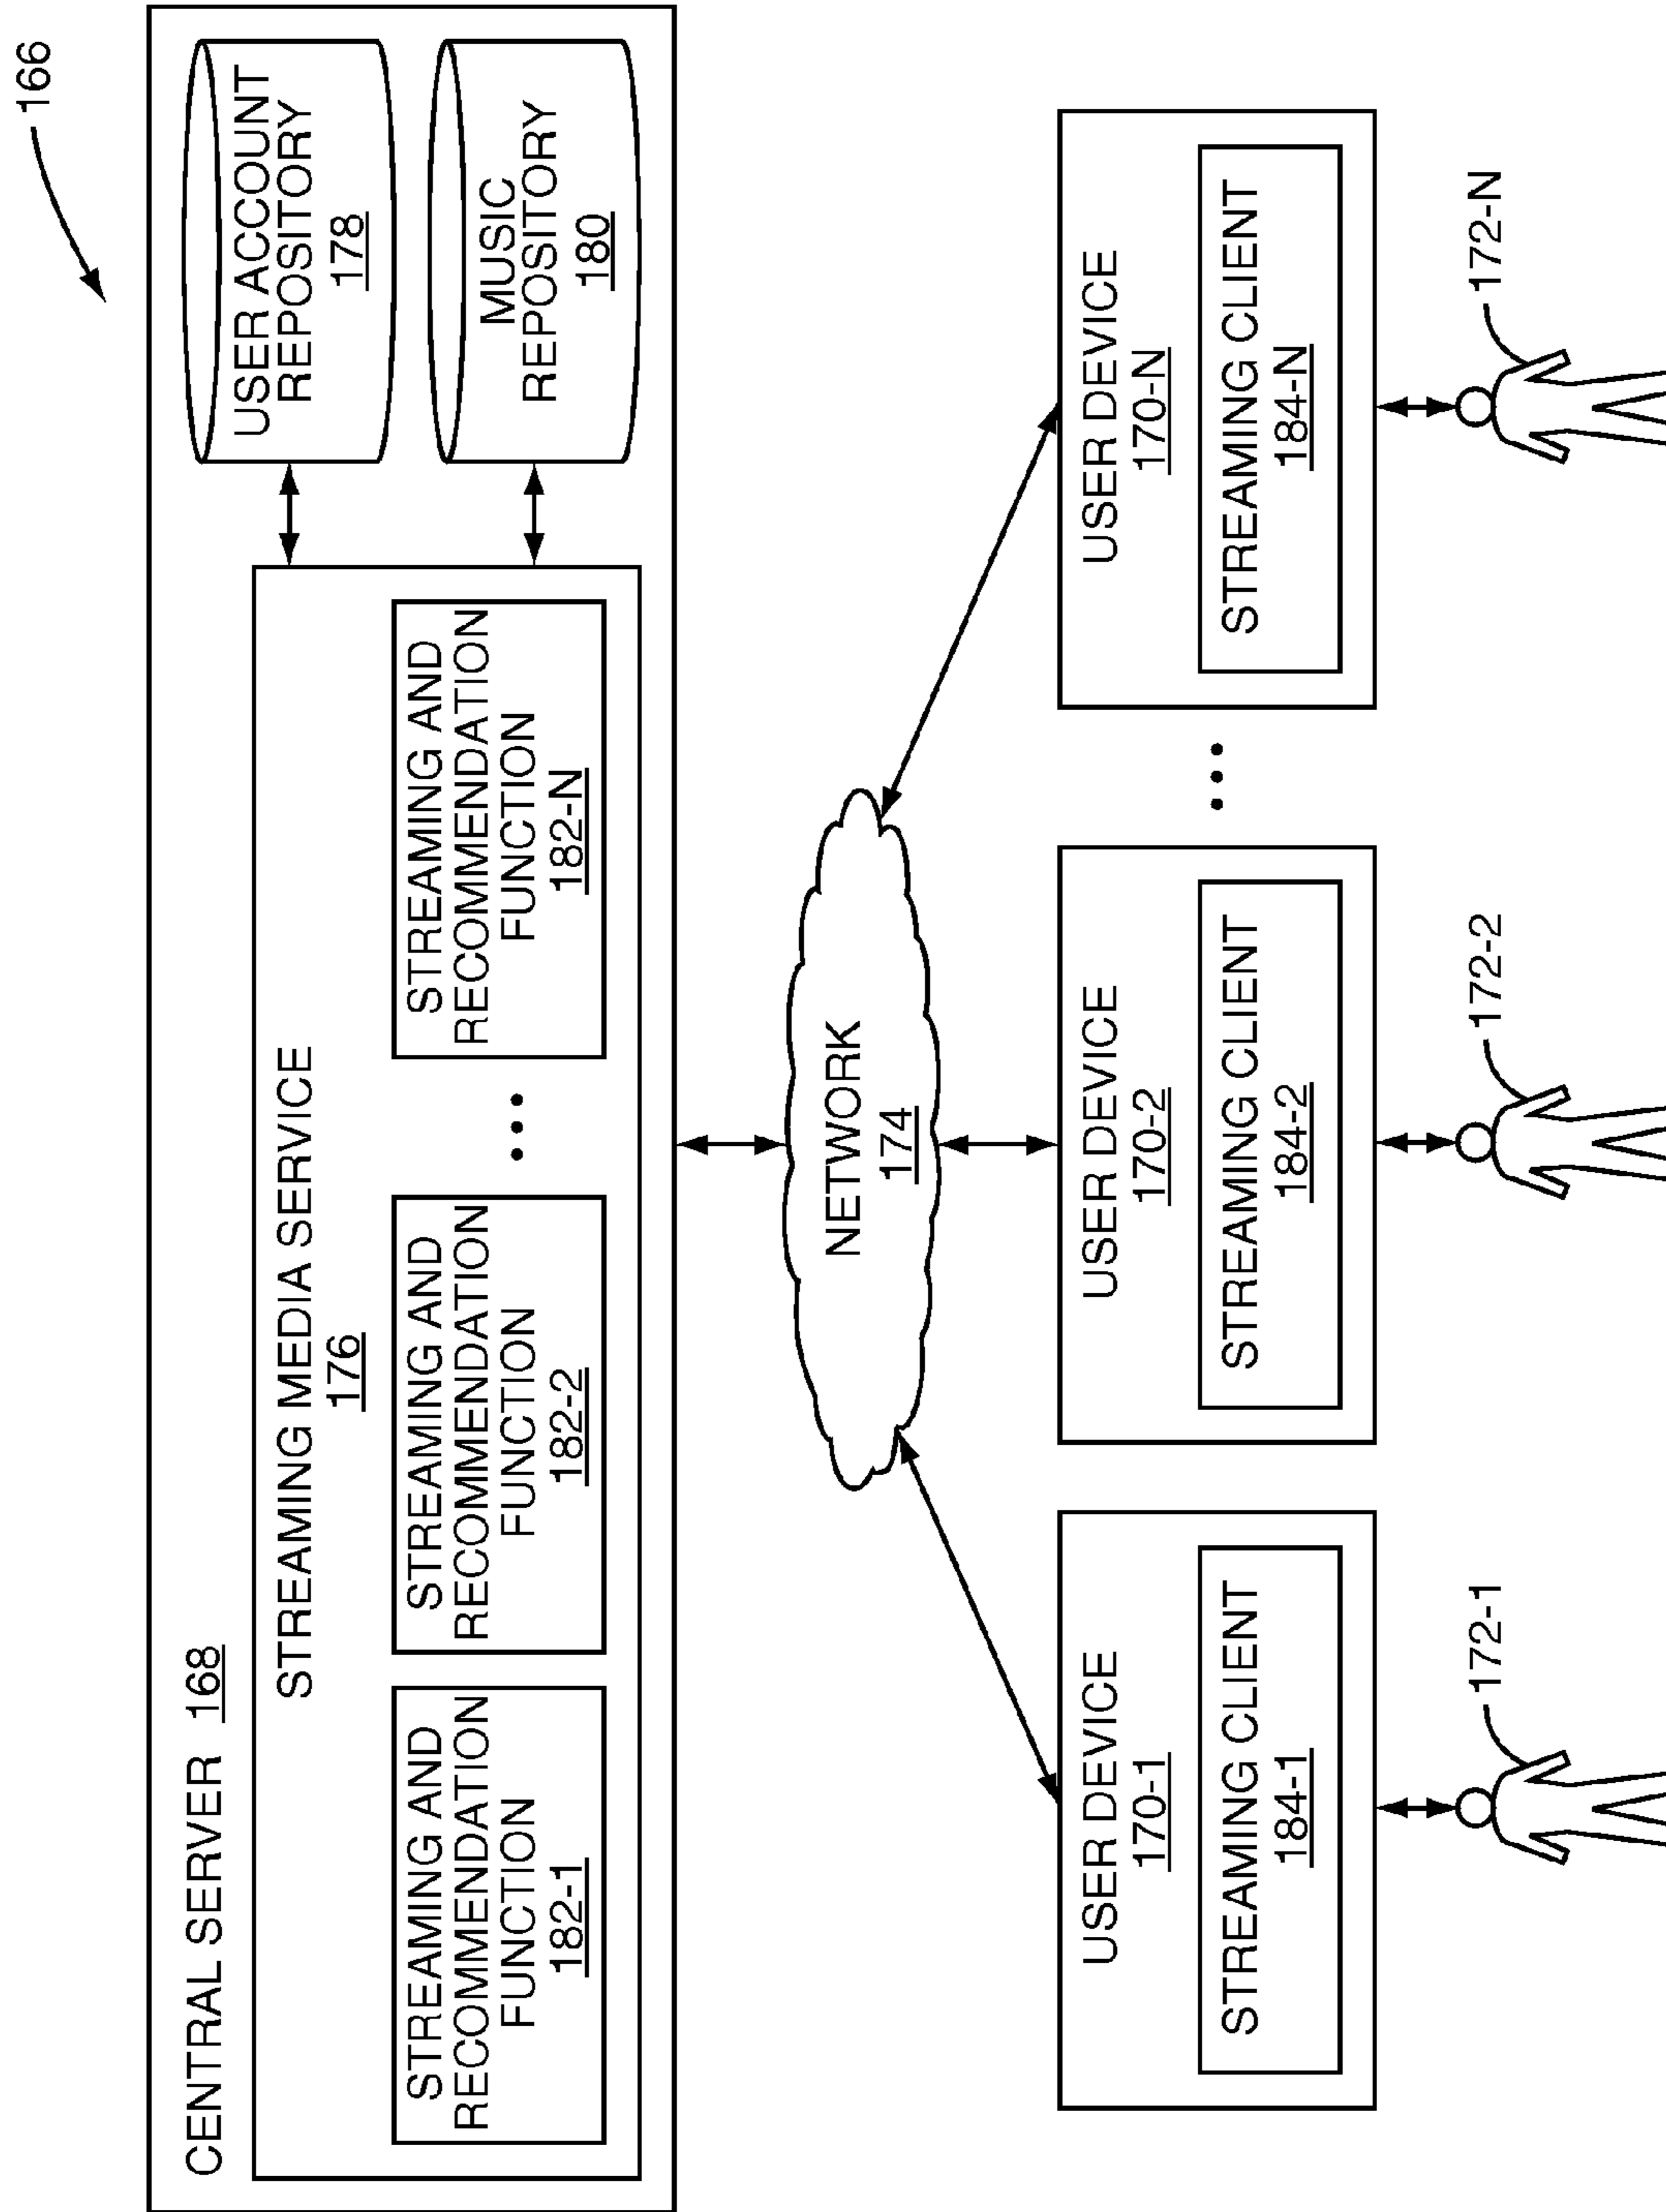 166
CENTRAL SERVER 168
STREAMING MEDIA SERVICE
176
STREAMING AND
RECOMMENDATION
FUNCTION
182-1
STREAMING AND
RECOMMENDATION
FUNCTION
182-2
...
STREAMING AND
RECOMMENDATION
FUNCTION
182-N
USER ACCOUNT
REPOSITORY
178
MUSIC
REPOSITORY
180
NETWORK
174
USER DEVICE
170-1
STREAMING CLIENT
184-1
USER DEVICE
170-2
STREAMING CLIENT
184-2
...
USER DEVICE
170-N
STREAMING CLIENT
184-N
172-1
172-2
172-N